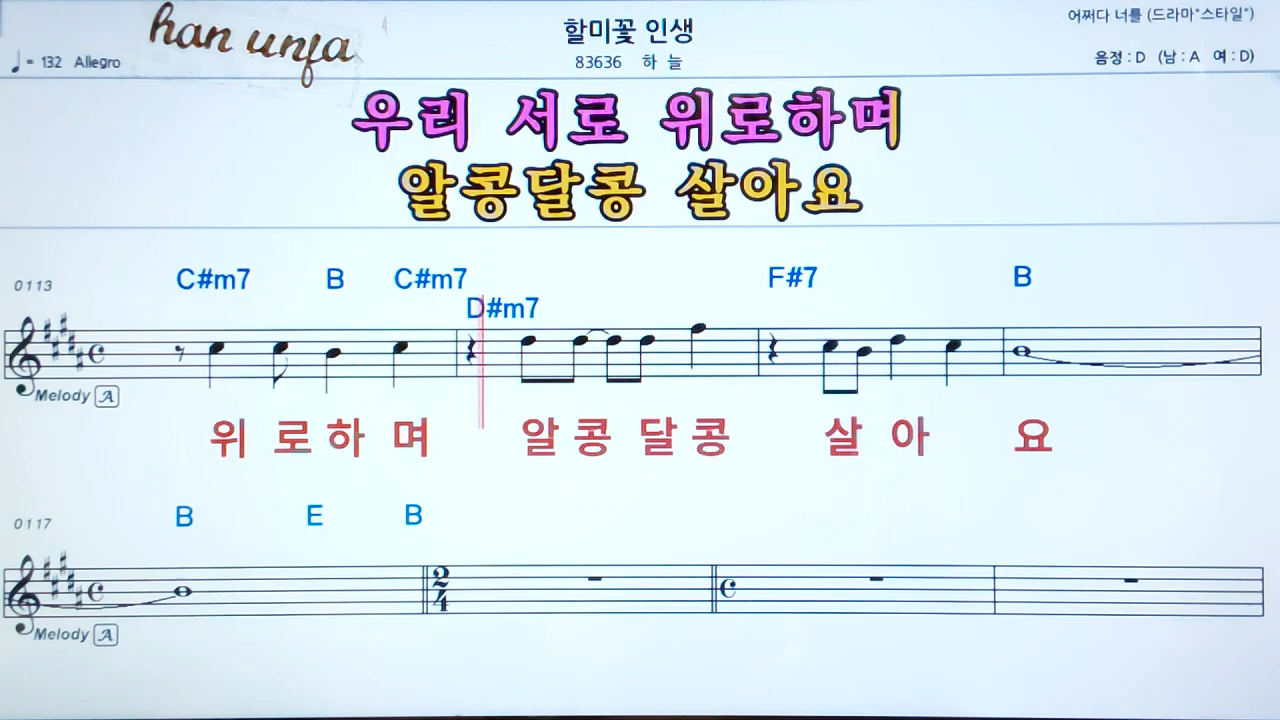 han unfa
할미꽃 인생
어쩌다 너를 (드라마"스타일")
♩ = 132 Allegro
83636 하 늘
음정 : D (남 : A 여 : D)
우리 서로 위로하며
알콩달콩 살아요
0113 C#m7 B C#m7 D#m7 F#7 B
Melody A
위 로 하 며 알 콩 달 콩 살 아 요
0117 B E B
2
4
Melody A